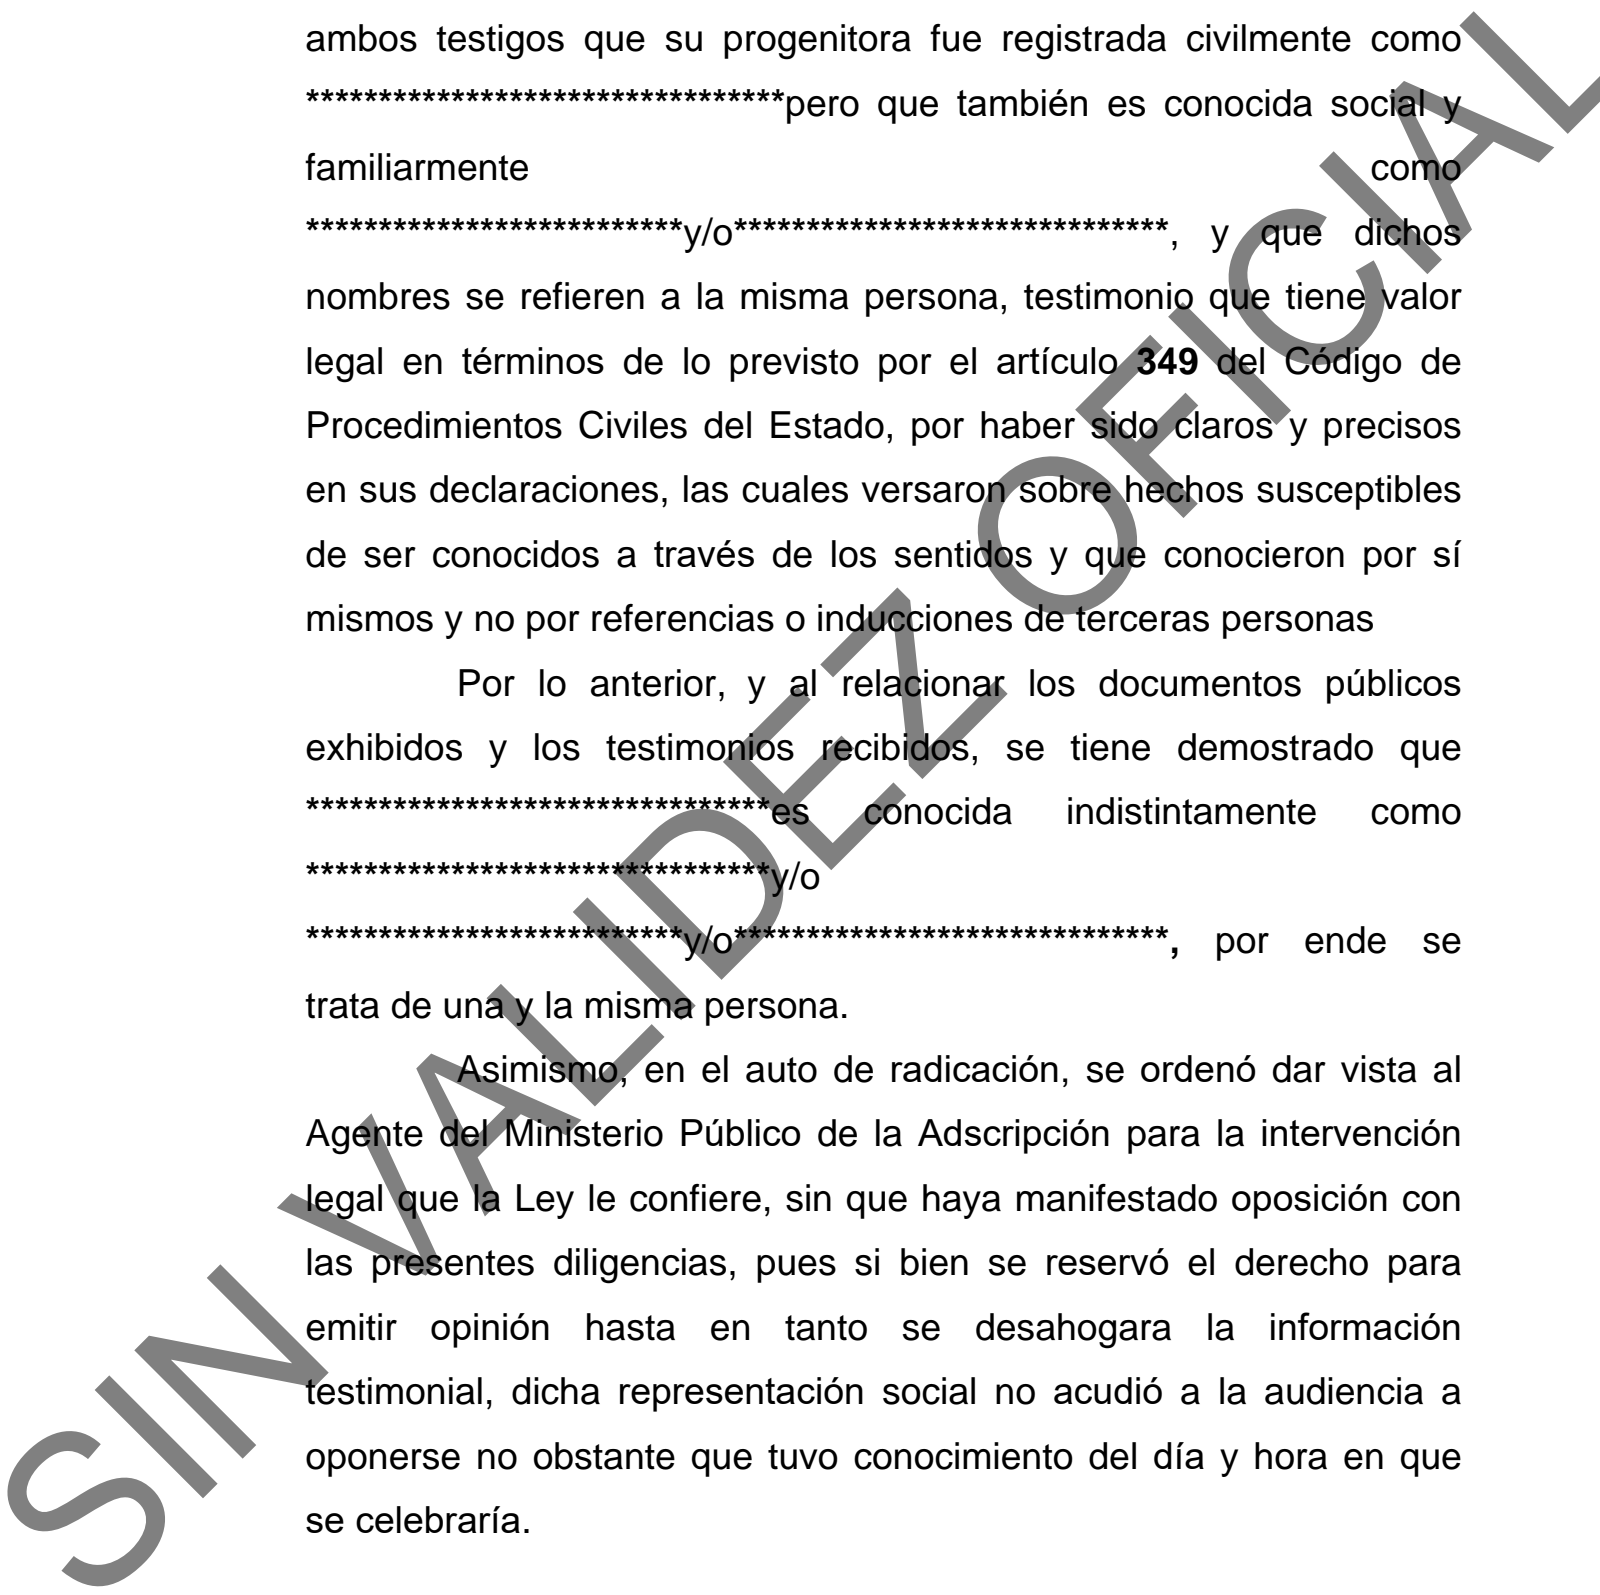 ambos testigos que su progenitora fue registrada civilmente como
*********************************pero que también es conocida social y
familiarmente como
**************************y/o******************************, y que dichos
nombres se refieren a la misma persona, testimonio que tiene valor
legal en términos de lo previsto por el artículo 349 del Código de
Procedimientos Civiles del Estado, por haber sido claros y precisos
en sus declaraciones, las cuales versaron sobre hechos susceptibles
de ser conocidos a través de los sentidos y que conocieron por sí
mismos y no por referencias o inducciones de terceras personas
Por lo anterior, y al relacionar los documentos públicos
exhibidos y los testimonios recibidos, se tiene demostrado que
********************************es conocida indistintamente como
********************************y/o
****************************y/o******************************, por ende se
trata de una y la misma persona.
Asimismo, en el auto de radicación, se ordenó dar vista al
Agente del Ministerio Público de la Adscripción para la intervención
legal que la Ley le confiere, sin que haya manifestado oposición con
las presentes diligencias, pues si bien se reservó el derecho para
emitir opinión hasta en tanto se desahogara la información
testimonial, dicha representación social no acudió a la audiencia a
oponerse no obstante que tuvo conocimiento del día y hora en que
se celebraría.
SIN VALIDEZ OFICIAL